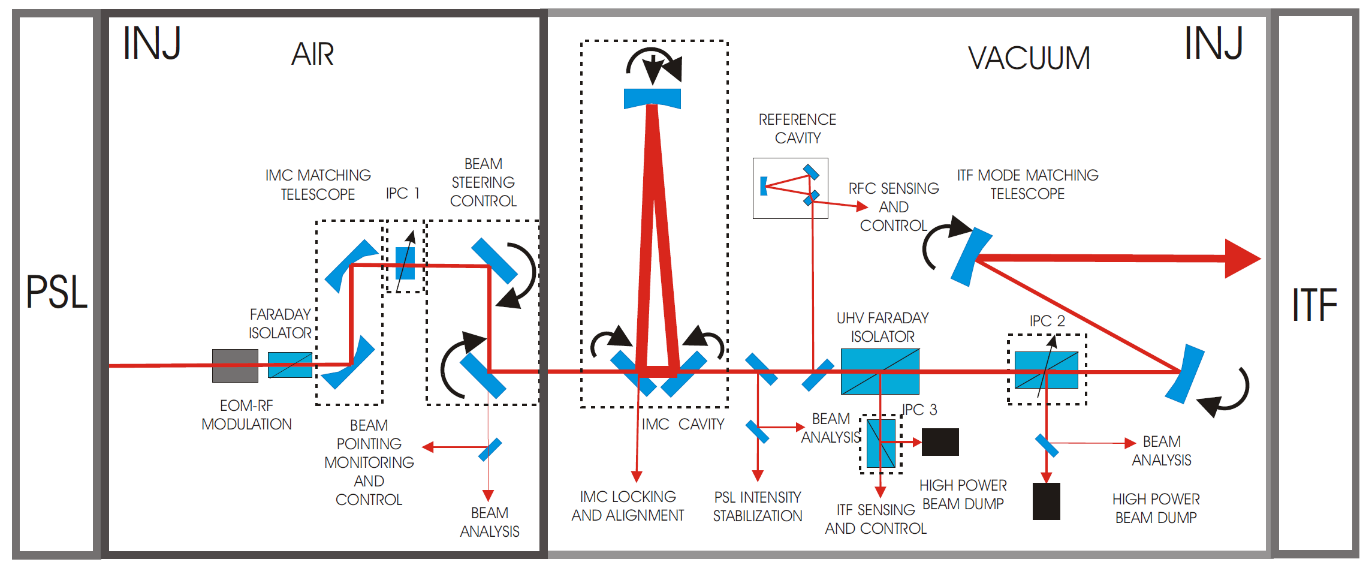 INJ
AIR
VACUUM
INJ
PSL
ITF
IMC MATCHING
TELESCOPE
IPC 1
BEAM
STEERING
CONTROL
FARADAY
ISOLATOR
EOM-RF
MODULATION
BEAM
POINTING
MONITORING
AND
CONTROL
BEAM
ANALYSIS
IMC CAVITY
IMC LOCKING
AND ALIGNMENT
REFERENCE
CAVITY
RFC SENSING
AND
CONTROL
ITF MODE MATCHING
TELESCOPE
UHV FARADAY
ISOLATOR
IPC 2
BEAM
ANALYSIS
IPC 3
PSL INTENSITY
STABILIZATION
ITF SENSING
AND CONTROL
HIGH POWER
BEAM DUMP
BEAM
ANALYSIS
HIGH POWER
BEAM DUMP